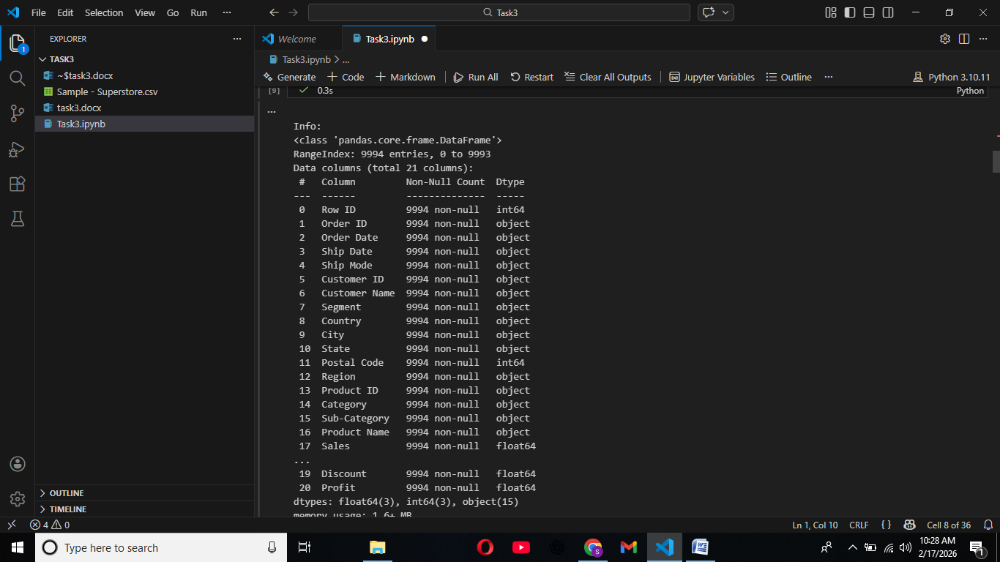 File Edit Selection View Go Run ···
Task3
EXPLORER ···
TASK3
~$task3.docx
Sample - Superstore.csv
task3.docx
Task3.ipynb
OUTLINE
TIMELINE
1
Welcome
Task3.ipynb
Task3.ipynb > ...
Generate + Code + Markdown Run All Restart Clear All Outputs Jupyter Variables Outline ··· Python 3.10.11
[9] 0.3s Python
...
Info:
<class 'pandas.core.frame.DataFrame'>
RangeIndex: 9994 entries, 0 to 9993
Data columns (total 21 columns):
 #   Column         Non-Null Count  Dtype
---  ------         --------------  -----
 0   Row ID         9994 non-null   int64
 1   Order ID       9994 non-null   object
 2   Order Date     9994 non-null   object
 3   Ship Date      9994 non-null   object
 4   Ship Mode      9994 non-null   object
 5   Customer ID    9994 non-null   object
 6   Customer Name  9994 non-null   object
 7   Segment        9994 non-null   object
 8   Country        9994 non-null   object
 9   City           9994 non-null   object
 10  State          9994 non-null   object
 11  Postal Code    9994 non-null   int64
 12  Region         9994 non-null   object
 13  Product ID     9994 non-null   object
 14  Category       9994 non-null   object
 15  Sub-Category   9994 non-null   object
 16  Product Name   9994 non-null   object
 17  Sales          9994 non-null   float64
...
 19  Discount       9994 non-null   float64
 20  Profit         9994 non-null   float64
dtypes: float64(3), int64(3), object(15)
memory usage: 1.6+ MB
4 0 Ln 1, Col 10 CRLF { } Cell 8 of 36
Type here to search
S
10:28 AM
2/17/2026
1